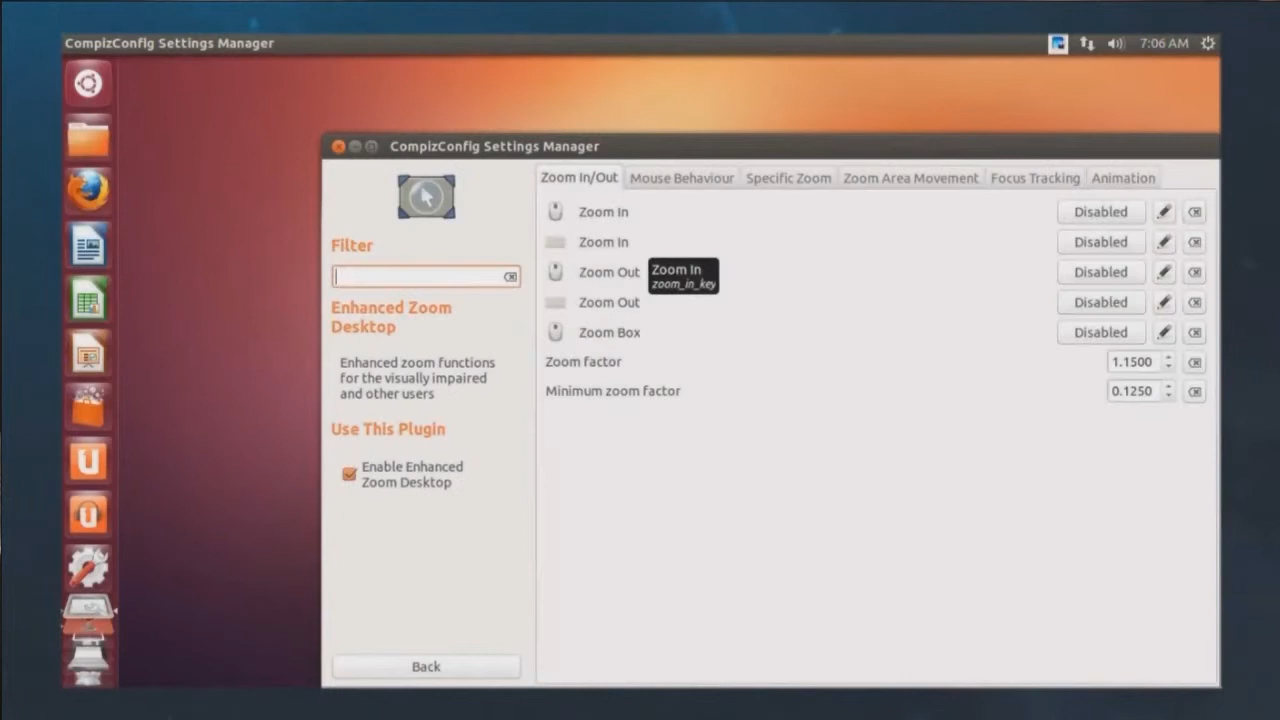 CompizConfig Settings Manager
7:06 AM
CompizConfig Settings Manager
Filter
Enhanced Zoom
Desktop
Enhanced zoom functions
for the visually impaired
and other users
Use This Plugin
Enable Enhanced
Zoom Desktop
Back
Zoom In/Out Mouse Behaviour Specific Zoom Zoom Area Movement Focus Tracking Animation
Zoom In Disabled
Zoom In Disabled
Zoom Out Disabled
Zoom In
zoom_in_key
Zoom Out Disabled
Zoom Box Disabled
Zoom factor 1.1500
Minimum zoom factor 0.1250